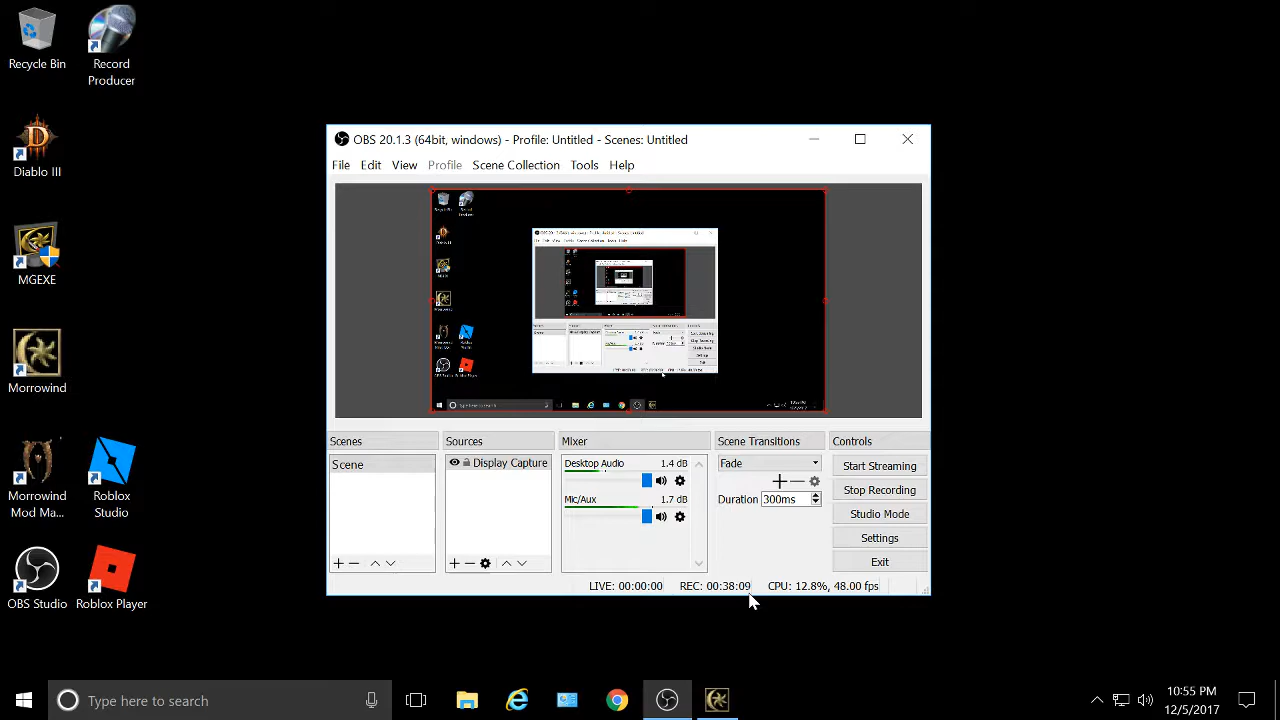 Recycle Bin
Record
Producer
Diablo III
MGEXE
Morrowind
Morrowind
Mod Ma...
Roblox
Studio
OBS Studio
Roblox Player
OBS 20.1.3 (64bit, windows) - Profile: Untitled - Scenes: Untitled
File Edit View Profile Scene Collection Tools Help
Scenes
Scene
Sources
Display Capture
Mixer
Desktop Audio 1.4 dB
Mic/Aux 1.7 dB
Scene Transitions
Fade
Duration 300ms
Controls
Start Streaming
Stop Recording
Studio Mode
Settings
Exit
LIVE: 00:00:00 REC: 00:38:09 CPU: 12.8%, 48.00 fps
Type here to search
10:55 PM
12/5/2017